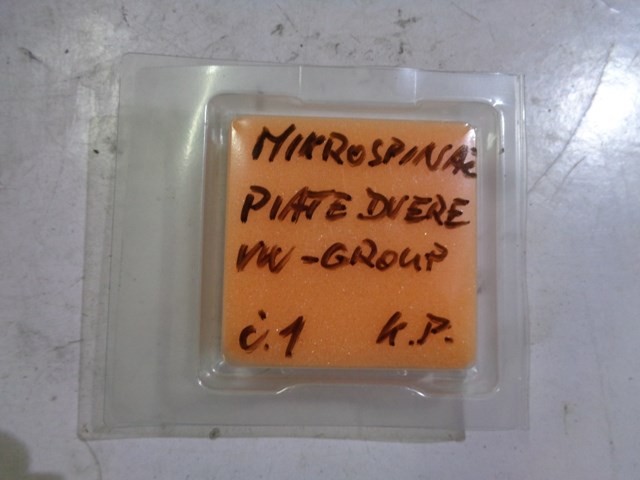 MIKROSPINAč
PIATE DVERE
VW-GROUP
č.1 K.P.